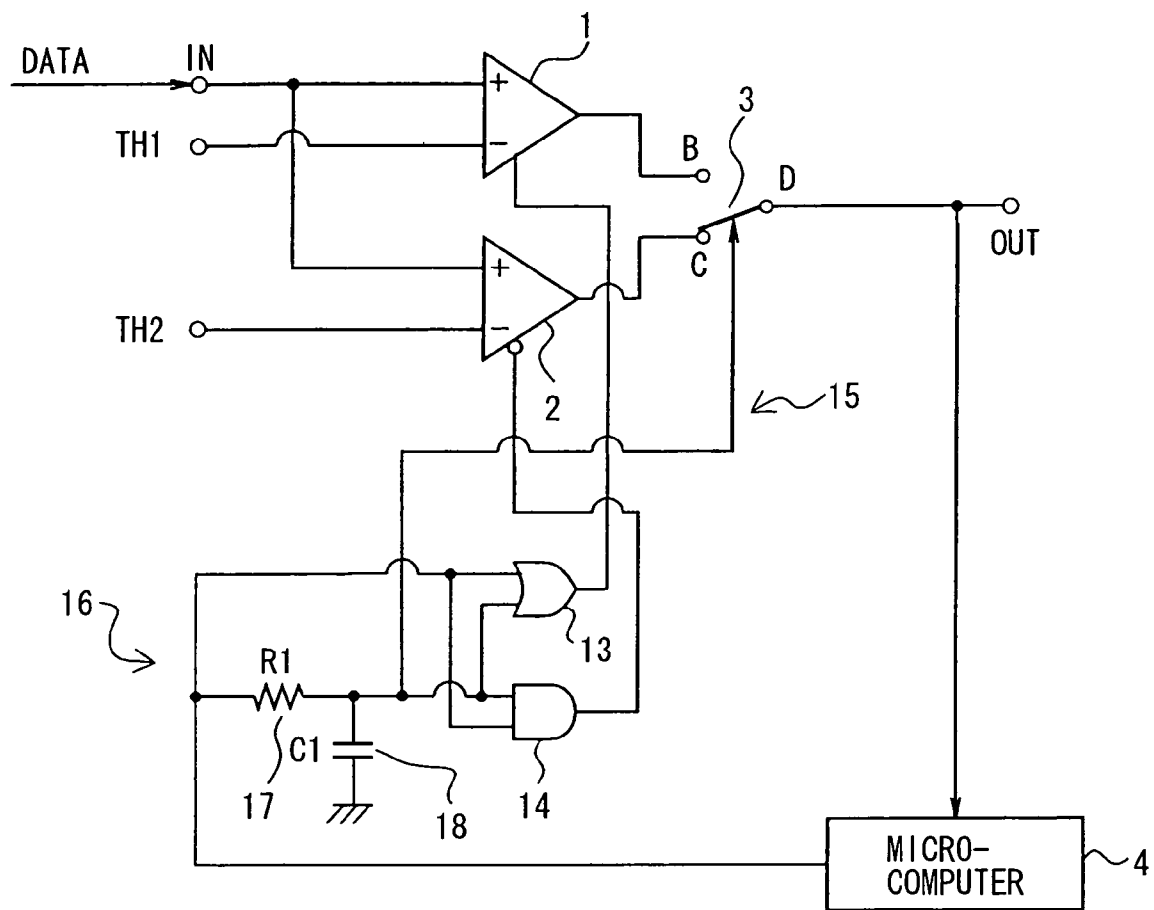 1
DATA IN
+
TH1
−
3
B
D
OUT
C
+
TH2
−
2
15
16
13
R1
C1
17
18
14
MICRO-
COMPUTER
4